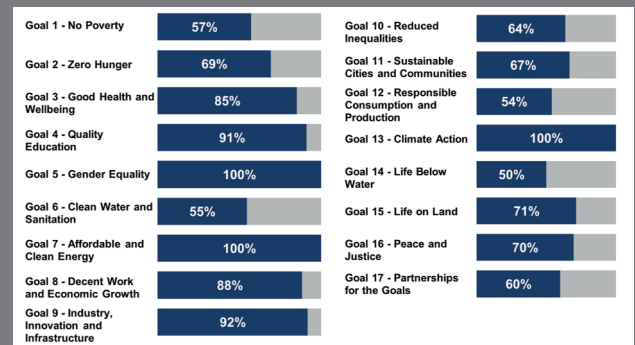 Goal 1 - No Poverty
57%
Goal 2 - Zero Hunger
69%
Goal 3 - Good Health and
Wellbeing
85%
Goal 4 - Quality
Education
91%
Goal 5 - Gender Equality
100%
Goal 6 - Clean Water and
Sanitation
55%
Goal 7 - Affordable and
Clean Energy
100%
Goal 8 - Decent Work
and Economic Growth
88%
Goal 9 - Industry,
Innovation and
Infrastructure
92%
Goal 10 - Reduced
Inequalities
64%
Goal 11 - Sustainable
Cities and Communities
67%
Goal 12 - Responsible
Consumption and
Production
54%
Goal 13 - Climate Action
100%
Goal 14 - Life Below
Water
50%
Goal 15 - Life on Land
71%
Goal 16 - Peace and
Justice
70%
Goal 17 - Partnerships
for the Goals
60%